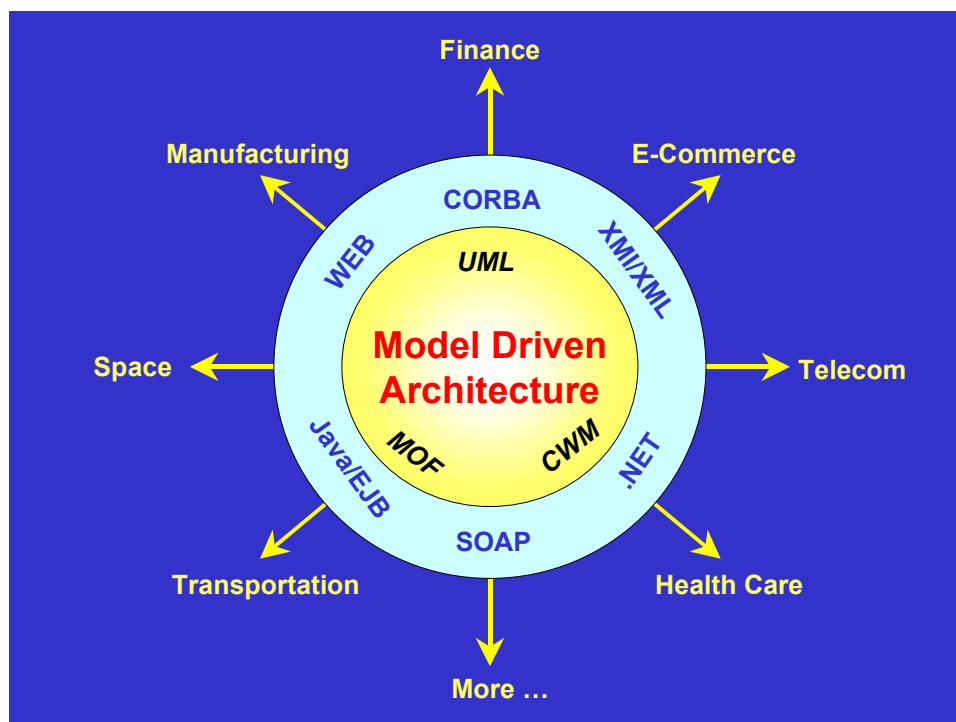 Finance
Manufacturing
E-Commerce
CORBA
WEB
XMI/XML
UML
Model Driven
Architecture
Space
Telecom
MOF
CWM
Java/EJB
.NET
SOAP
Transportation
Health Care
More …